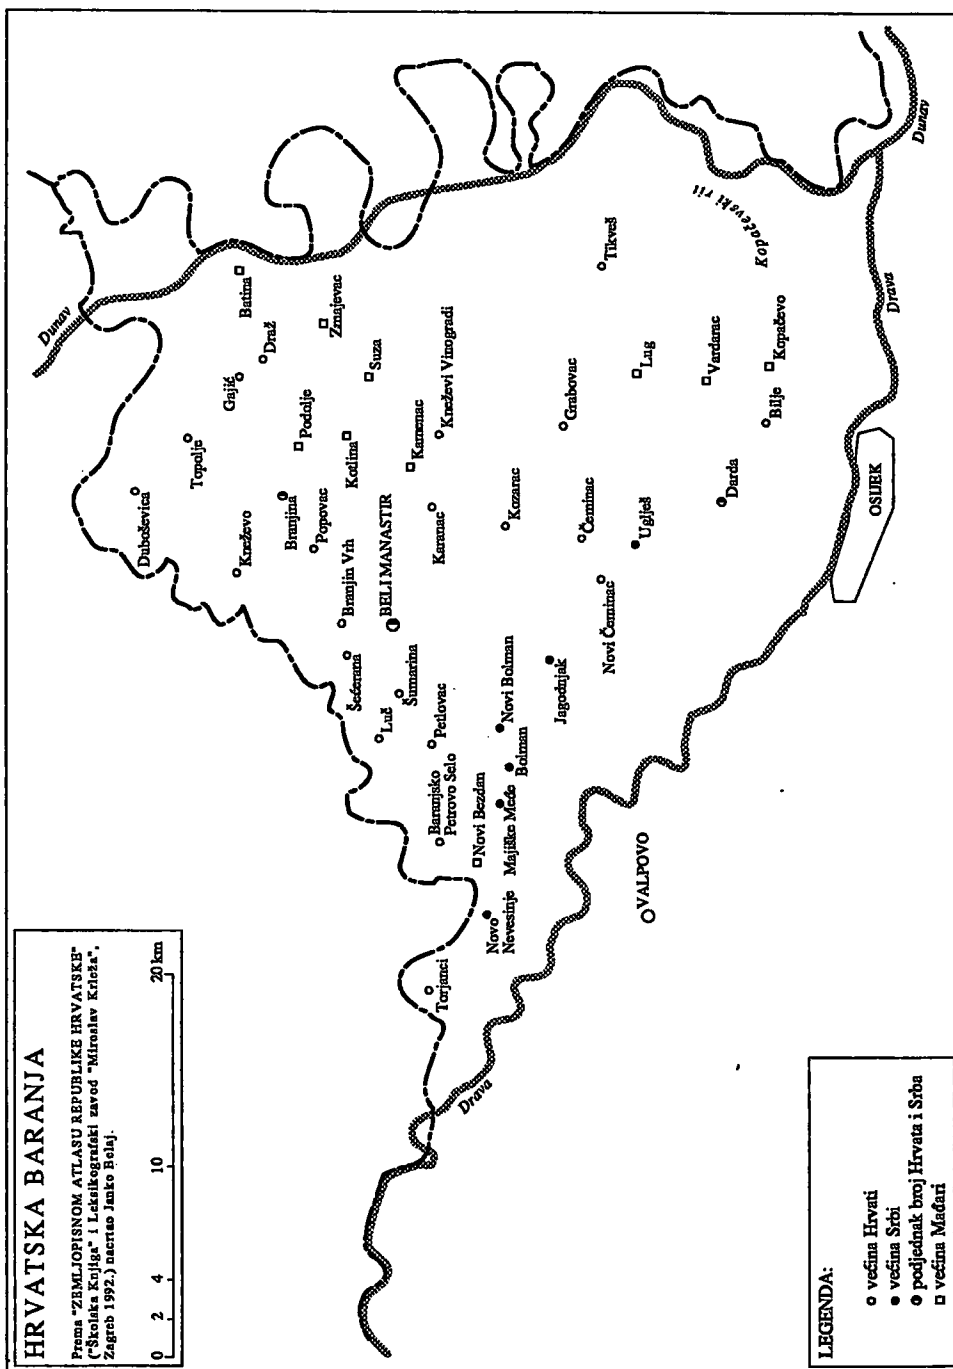 HRVATSKA BARANJA
Prema "ZEMLJOPISNOM ATLASU REPUBLIKE HRVATSKE"
("Školska Knjiga" i Leksikografski zavod "Miroslav Krleža",
Zagreb 1992.) nacrtao Janko Belaj.
0 2 4 10 20 km
Dunav
Duboševica
Topolje
Gajić
Draž
Batina
Kneževo
Branjina
Podolje
Zmajevac
Popovac
Kotlina
Suza
Branjin Vrh
Šećerana
BELI MANASTIR
Kamenac
Kneževi Vinogradi
Luč
Šumarina
Karanac
Petlovac
Baranjsko
Petrovo Selo
Torjanci
Novi Bezdan
Kozarac
Novi Bolman
Bolman
Majiške Međe
Novo
Nevesinje
Grabovac
Tikveš
Čeminac
Jagodnjak
Novi Čeminac
Uglješ
Lug
Vardarac
Kopačevski rit
Darda
Bilje
Kopačevo
VALPOVO
OSIJEK
Drava
Drava
Dunav
LEGENDA:
većina Hrvati
većina Srbi
podjednak broj Hrvata i Srba
većina Mađari